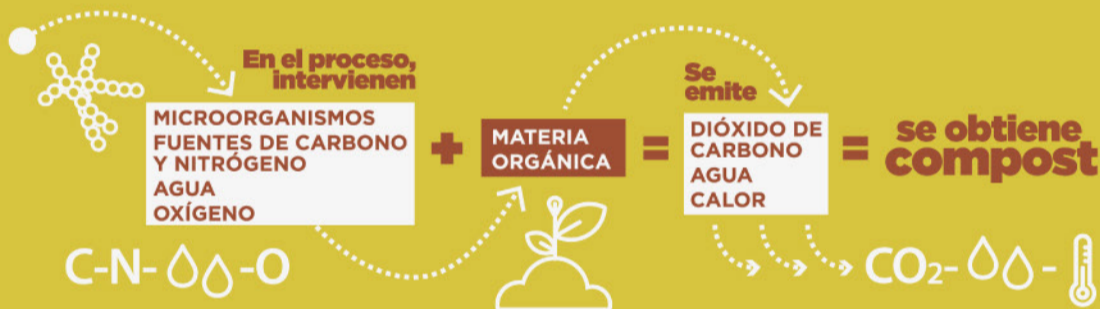 En el proceso,
intervienen
MICROORGANISMOS
FUENTES DE CARBONO
Y NITRÓGENO
AGUA
OXÍGENO
C-N- -O
+
MATERIA
ORGÁNICA
=
Se
emite
DIÓXIDO DE
CARBONO
AGUA
CALOR
CO₂- -
=
se obtiene
compost